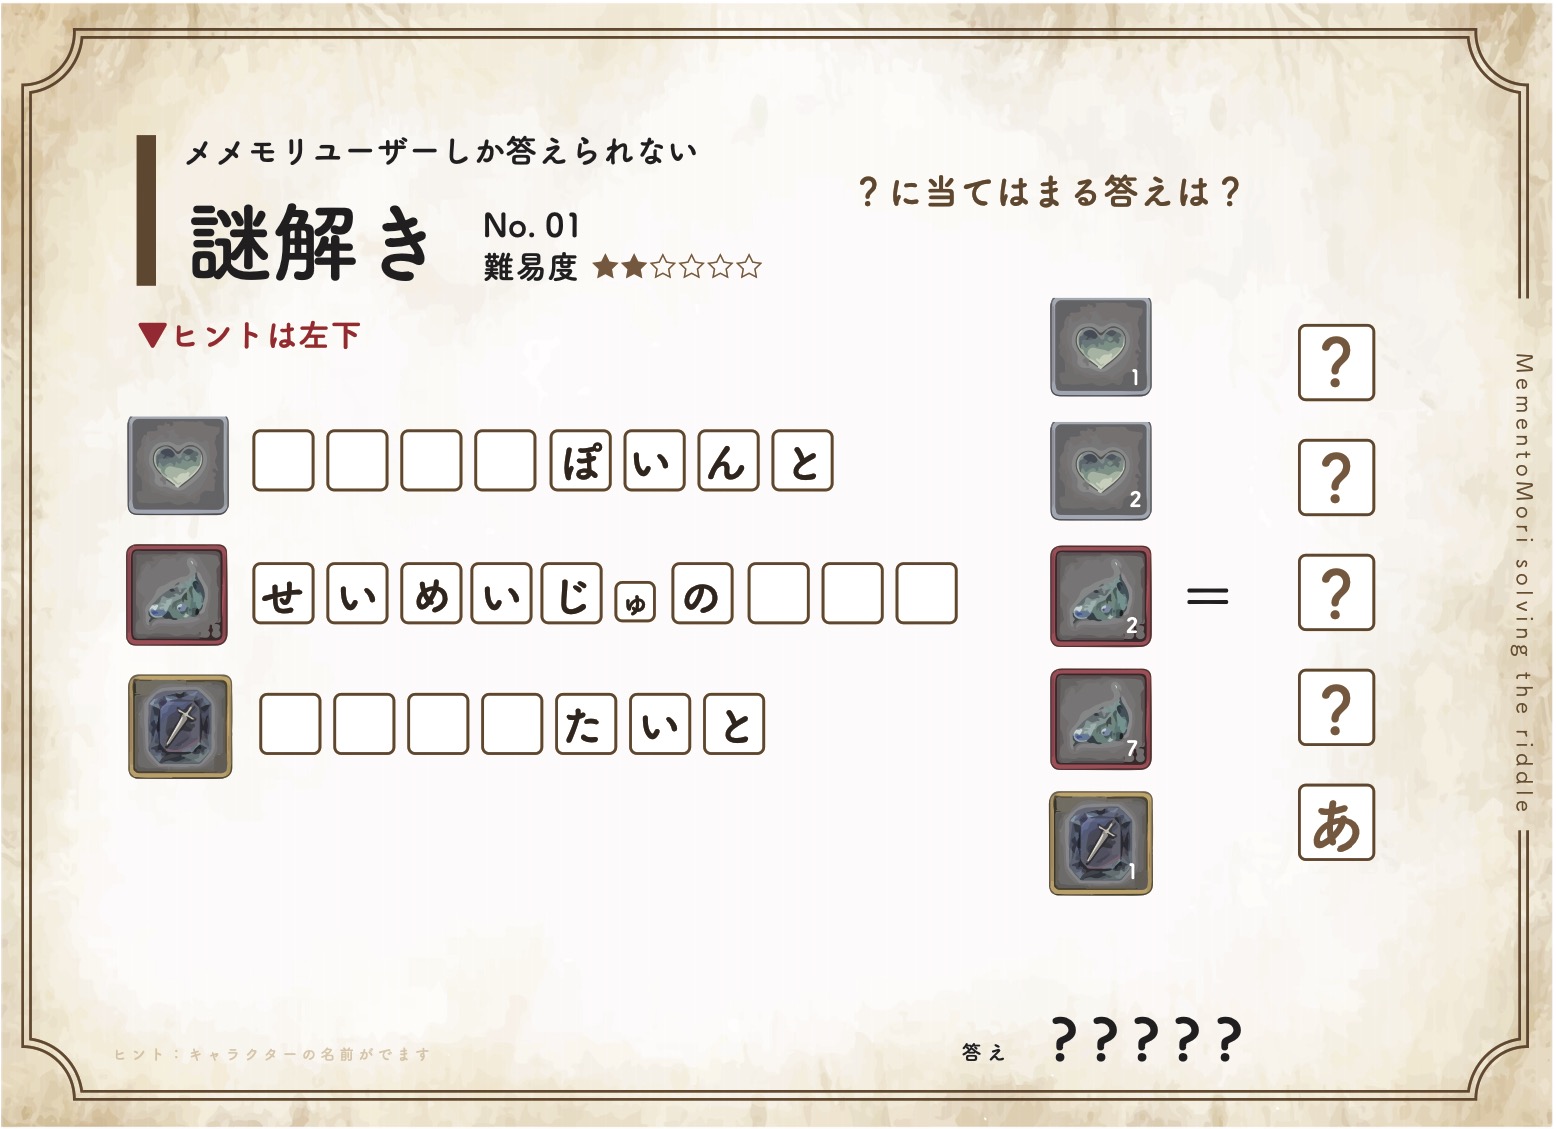 メメモリユーザーしか答えられない
謎解き
No. 01
難易度 ★★☆☆☆☆
▼ヒントは左下
?に当てはまる答えは?
ぽいんと
せいめいじゅの
たいと
1
2
2
7
1
=
?
?
?
?
あ
MementoMori solving the riddle
ヒント:キャラクターの名前がでます
答え ?????